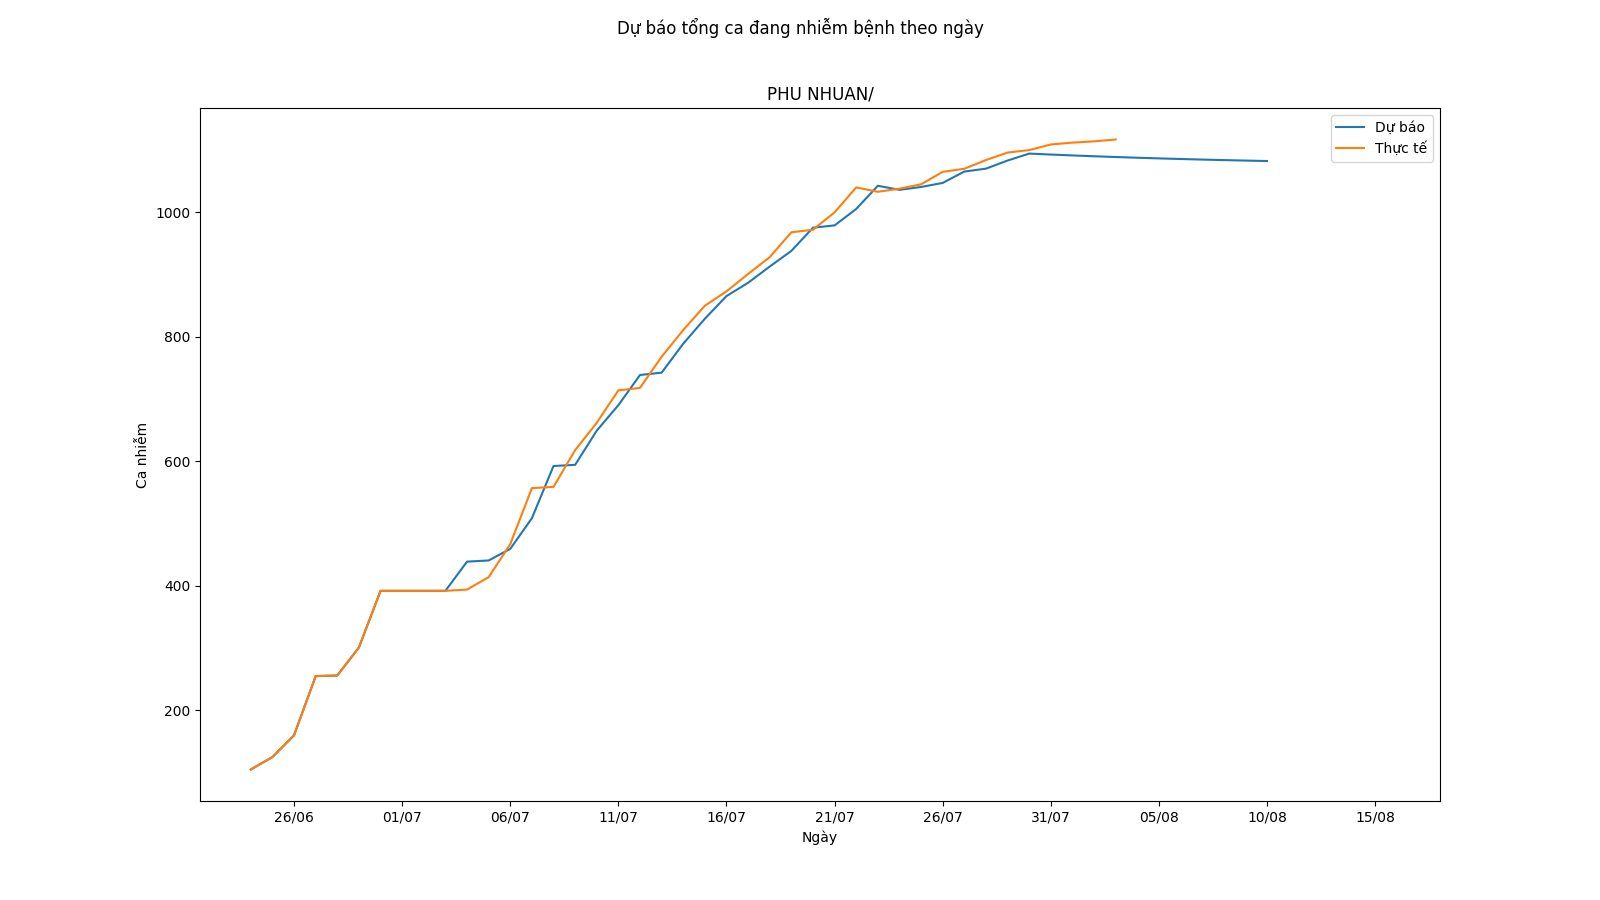 Dự báo tổng ca đang nhiễm bệnh theo ngày
PHU NHUAN/
Dự báo
Thực tế
Ca nhiễm
1000
800
600
400
200
26/06 01/07 06/07 11/07 16/07 21/07 26/07 31/07 05/08 10/08 15/08
Ngày